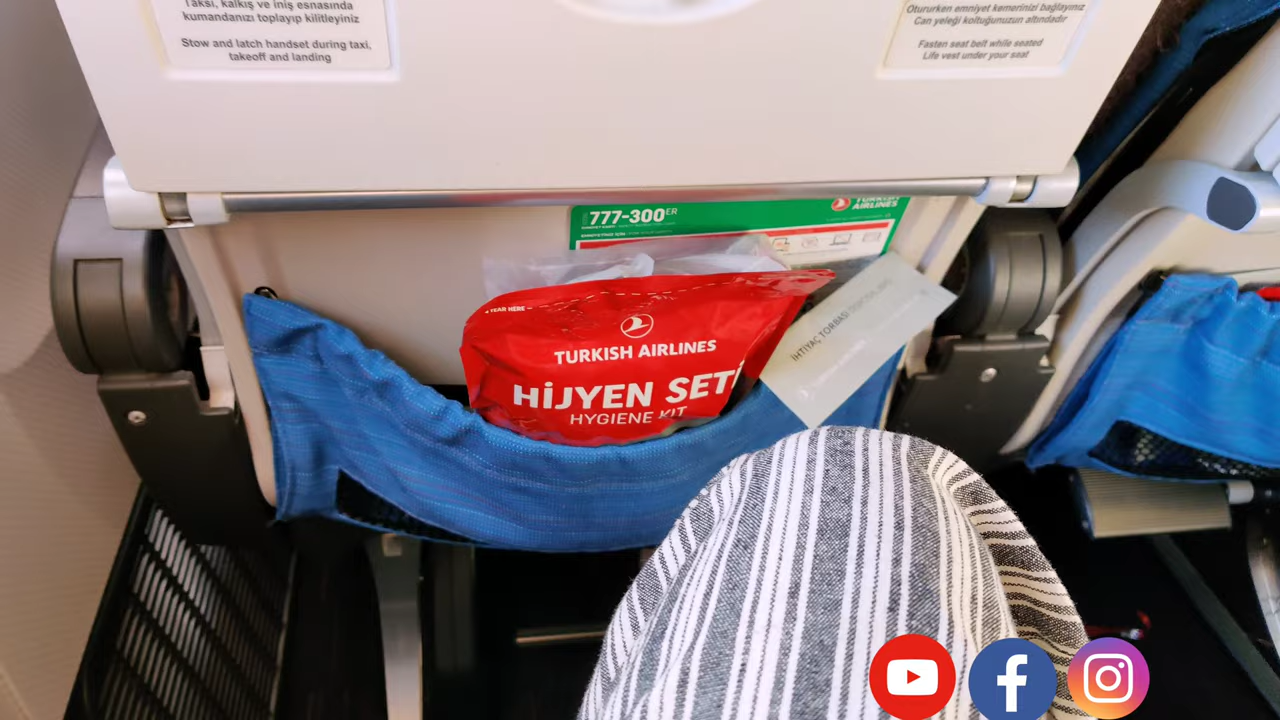 Taksi, kalkış ve iniş esnasında
kumandanızı toplayıp kilitleyiniz
Stow and latch handset during taxi,
takeoff and landing
Otururken emniyet kemerinizi bağlayınız
Can yeleği koltuğunuzun altındadır
Fasten seat belt while seated
Life vest under your seat
777-300ER
TURKISH
AIRLINES
TEAR HERE
TURKISH AIRLINES
HİJYEN SETİ
HYGIENE KIT
İHTİYAÇ TORBASI